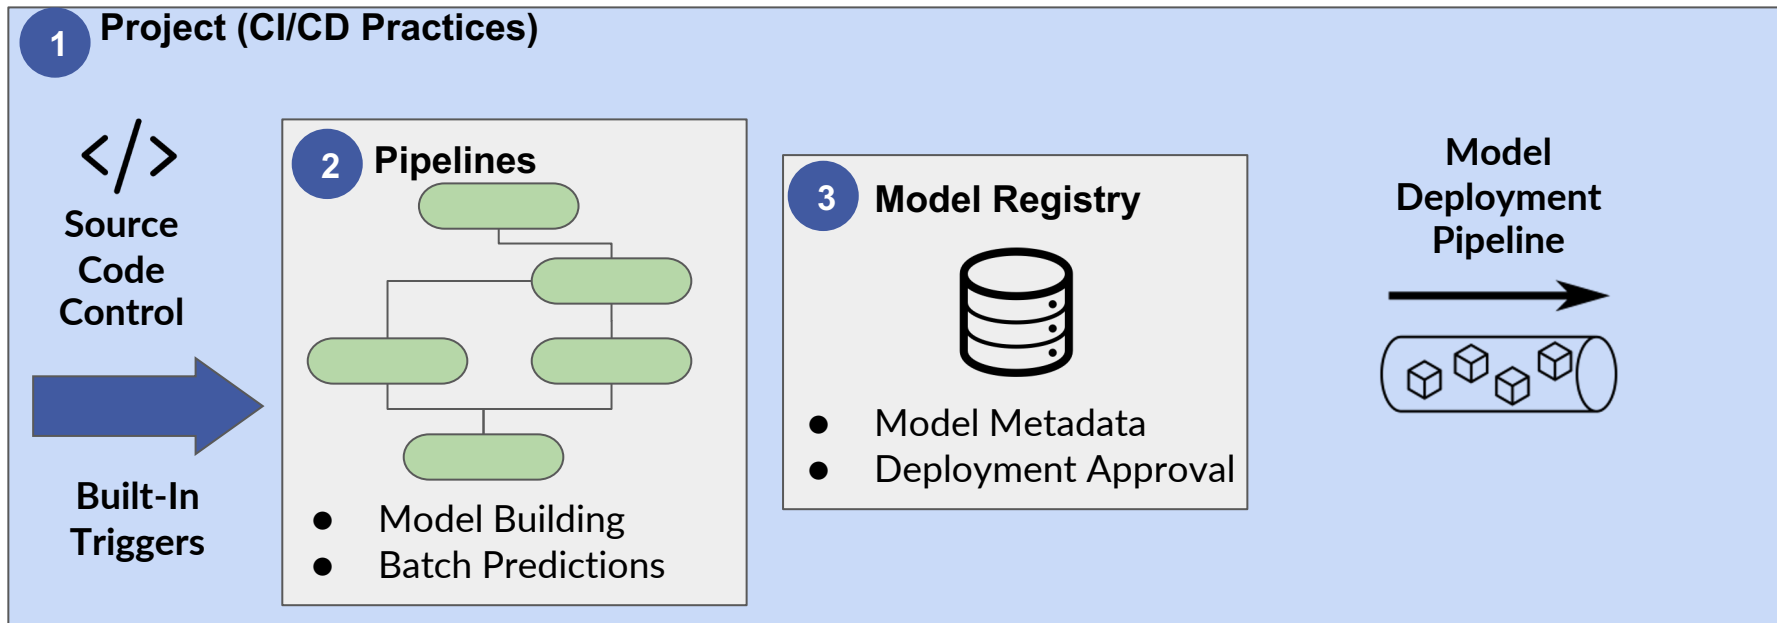 1 Project (CI/CD Practices)
</>
Source
Code
Control
Built-In
Triggers
2 Pipelines
● Model Building
● Batch Predictions
3 Model Registry
● Model Metadata
● Deployment Approval
Model
Deployment
Pipeline